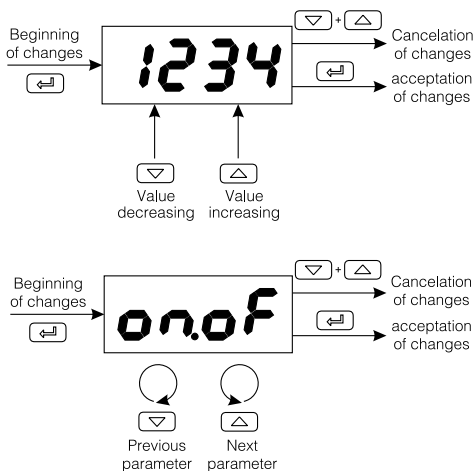 Beginning
of changes
1234
+
Cancelation
of changes
acceptation
of changes
Value
decreasing
Value
increasing
Beginning
of changes
on.oF
+
Cancelation
of changes
acceptation
of changes
Previous
parameter
Next
parameter